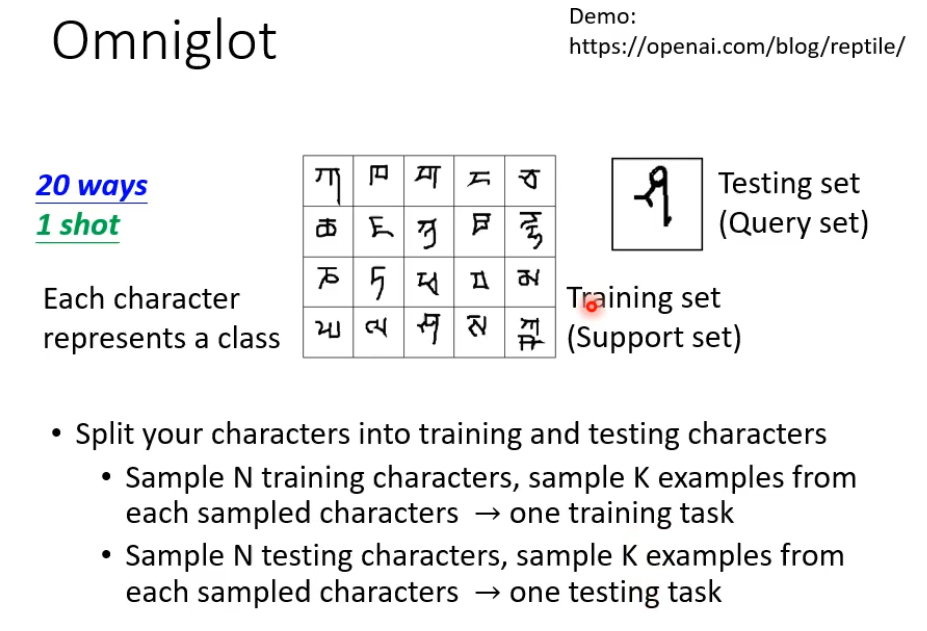 Omniglot
Demo:
https://openai.com/blog/reptile/
20 ways
1 shot
Each character
represents a class
Testing set
(Query set)
Training set
(Support set)
• Split your characters into training and testing characters
• Sample N training characters, sample K examples from
each sampled characters → one training task
• Sample N testing characters, sample K examples from
each sampled characters → one testing task